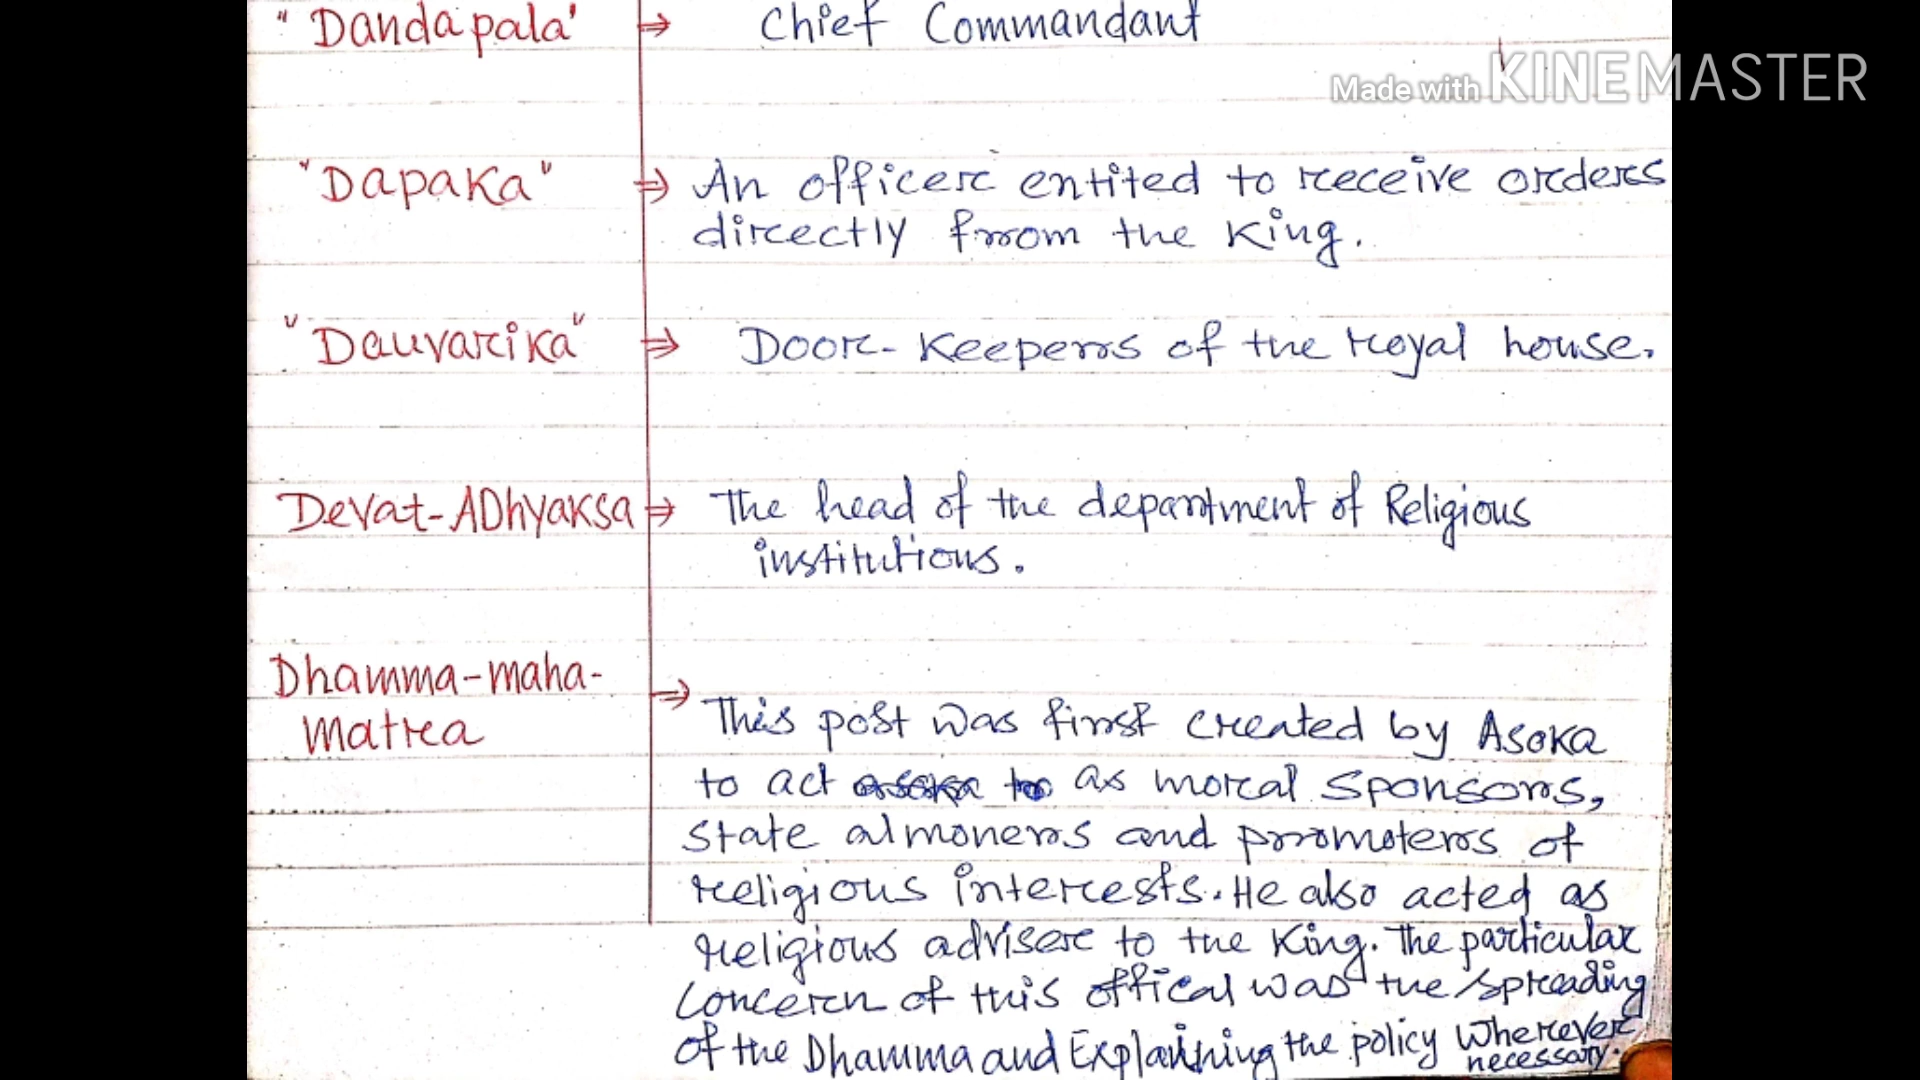 "Dandapala' ⇒ Chief Commandant
Made with KINEMASTER
"Dapaka" ⇒ An officer entited to receive orders
directly from the King.
"Dauvarika" ⇒ Door-Keepers of the royal house.
Devat-ADhyaksa ⇒ The head of the department of Religious
institutions.
Dhamma-maha-
matra ⇒
This post was first created by Asoka
to act as moral sponsors,
state almoners and promoters of
religious interests. He also acted as
religious adviser to the King. The particular
concern of this offical was the spreading
of the Dhamma and Explaining the policy wherever
necessary.